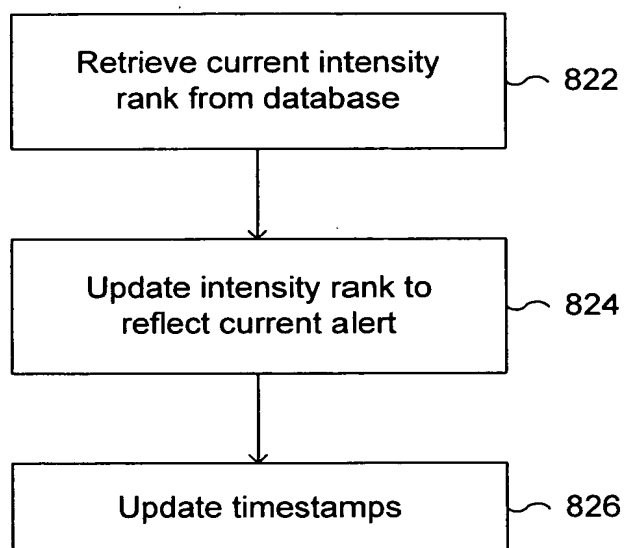 Retrieve current intensity
rank from database
822
Update intensity rank to
reflect current alert
824
Update timestamps
826